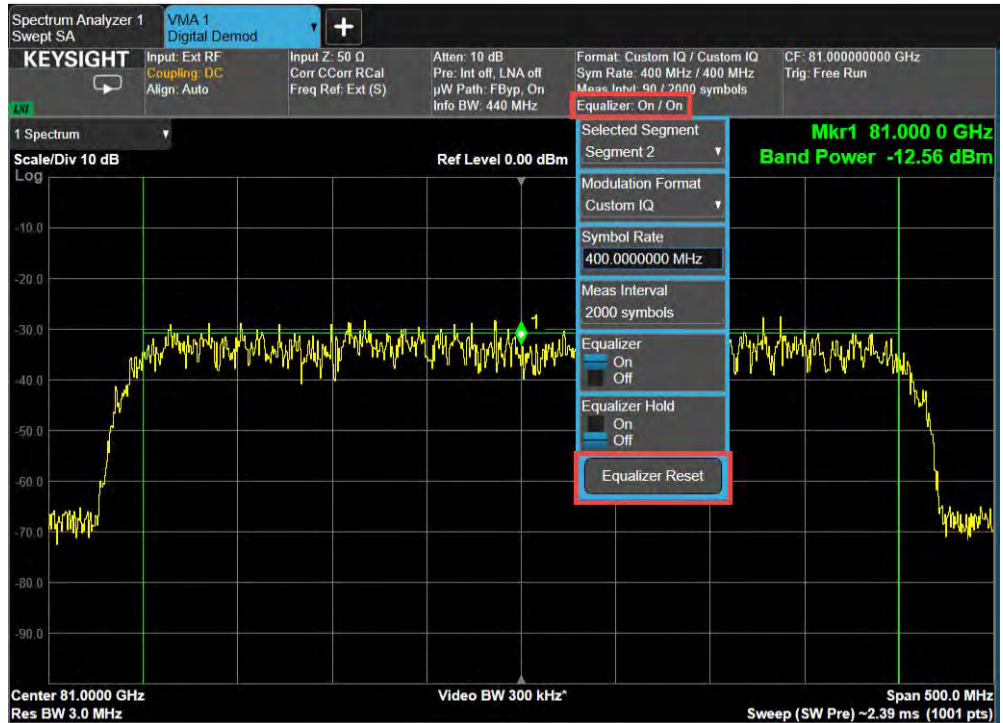 Spectrum Analyzer 1
Swept SA
VMA 1
Digital Demod
+
KEYSIGHT
LXI
Input: Ext RF
Coupling: DC
Align: Auto
Input Z: 50 Ω
Corr CCorr RCal
Freq Ref: Ext (S)
Atten: 10 dB
Pre: Int off, LNA off
µW Path: FByp, On
Info BW: 440 MHz
Format: Custom IQ / Custom IQ
Sym Rate: 400 MHz / 400 MHz
Meas Intvl: 90 / 2000 symbols
Equalizer: On / On
CF: 81.000000000 GHz
Trig: Free Run
1 Spectrum
Scale/Div 10 dB
Log
Ref Level 0.00 dBm
Mkr1 81.000 0 GHz
Band Power -12.56 dBm
Selected Segment
Segment 2
Modulation Format
Custom IQ
Symbol Rate
400.0000000 MHz
Meas Interval
2000 symbols
Equalizer
On
Off
Equalizer Hold
On
Off
Equalizer Reset
-10.0
-20.0
-30.0
-40.0
-50.0
-60.0
-70.0
-80.0
-90.0
1
Center 81.0000 GHz
Res BW 3.0 MHz
Video BW 300 kHz*
Span 500.0 MHz
Sweep (SW Pre) ~2.39 ms (1001 pts)